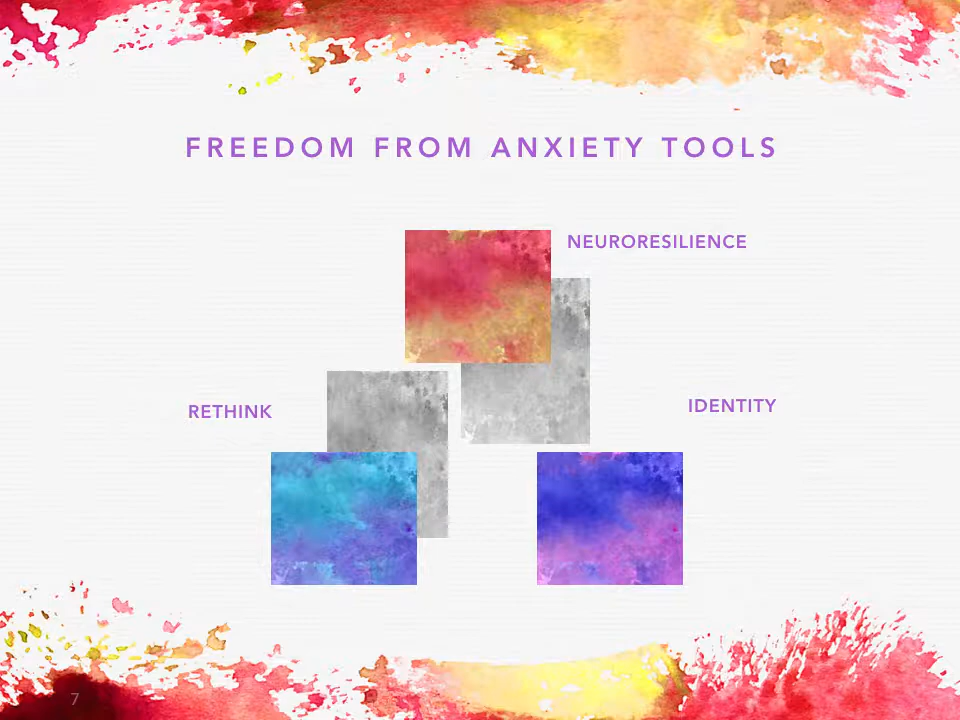 FREEDOM FROM ANXIETY TOOLS
NEURORESILIENCE
RETHINK
IDENTITY
7